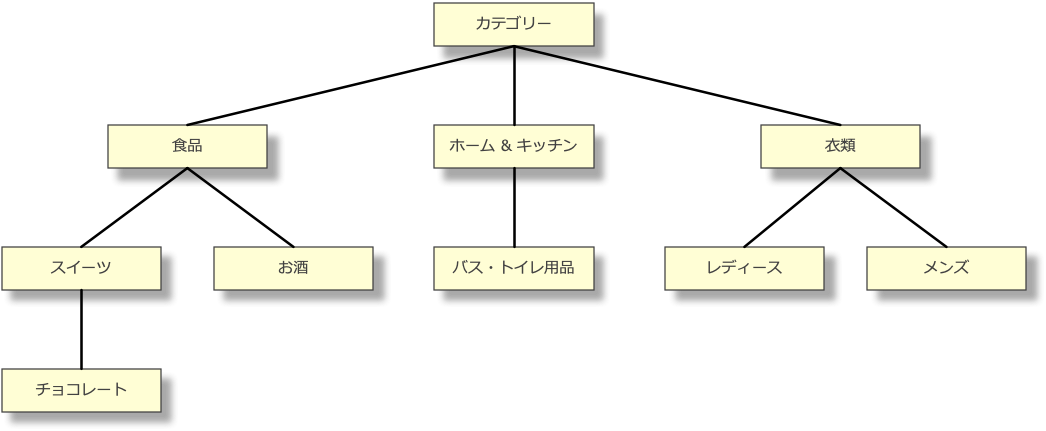 カテゴリー
食品
ホーム & キッチン
衣類
スイーツ
お酒
バス・トイレ用品
レディース
メンズ
チョコレート